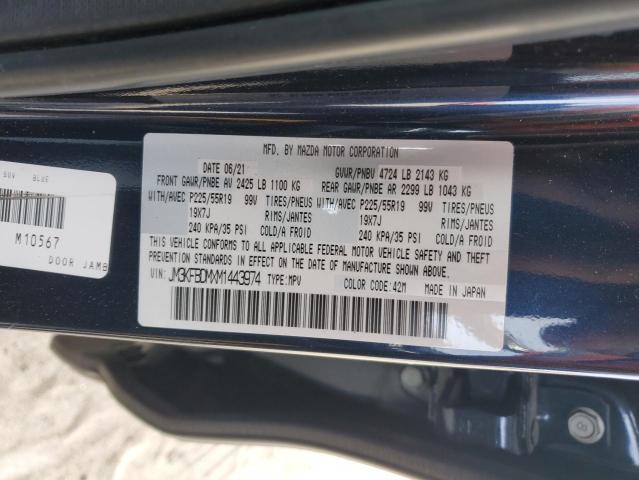 SUV BLUE
M10567
DOOR JAMB
MFD. BY MAZDA MOTOR CORPORATION
DATE 06/21 GVWR/PNBV 4724 LB 2143 KG
FRONT GAWR/PNBE AV 2425 LB 1100 KG REAR GAWR/PNBE AR 2299 LB 1043 KG
WITH/AVEC P225/55R19 99V TIRES/PNEUS WITH/AVEC P225/55R19 99V TIRES/PNEUS
19X7J RIMS/JANTES 19X7J RIMS/JANTES
240 KPA/35 PSI COLD/A FROID 240 KPA/35 PSI COLD/A FROID
THIS VEHICLE CONFORMS TO ALL APPLICABLE FEDERAL MOTOR VEHICLE SAFETY AND THEFT
PREVENTION STANDARDS IN EFFECT ON THE DATE OF MANUFACTURE SHOWN ABOVE.
VIN: JM3KFBDMXM1443974 TYPE:MPV COLOR CODE:42M MADE IN JAPAN
8